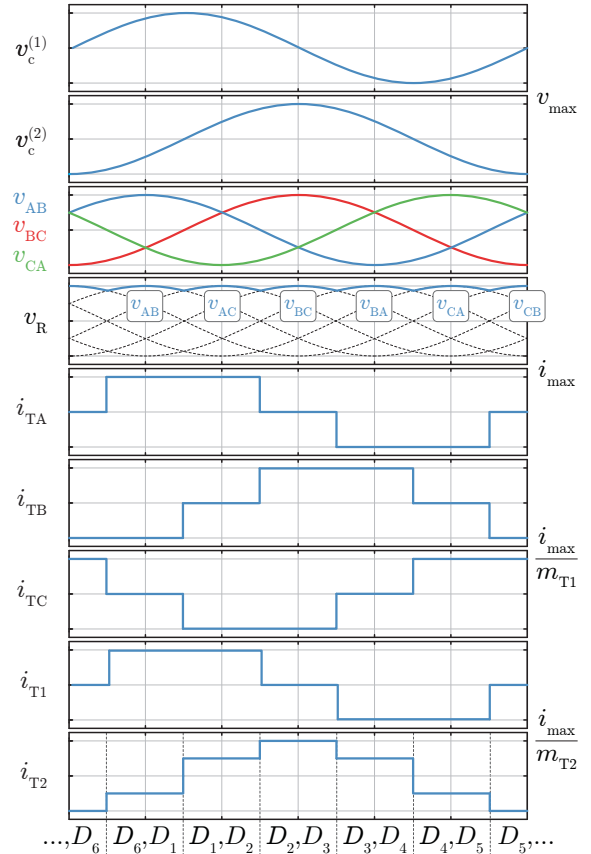 v_c^(1)
v_max
v_c^(2)
v_AB
v_BC
v_CA
v_R
v_AB v_AC v_BC v_BA v_CA v_CB
i_max
i_TA
i_TB
i_max
m_T1
i_TC
i_T1
i_max
m_T2
i_T2
...,D_6 D_6,D_1 D_1,D_2 D_2,D_3 D_3,D_4 D_4,D_5 D_5,...